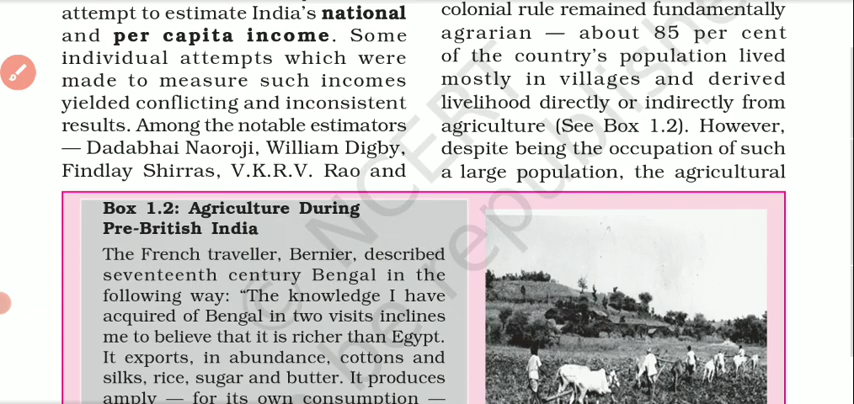 attempt to estimate India's national
and per capita income. Some
individual attempts which were
made to measure such incomes
yielded conflicting and inconsistent
results. Among the notable estimators
— Dadabhai Naoroji, William Digby,
Findlay Shirras, V.K.R.V. Rao and
colonial rule remained fundamentally
agrarian — about 85 per cent
of the country's population lived
mostly in villages and derived
livelihood directly or indirectly from
agriculture (See Box 1.2). However,
despite being the occupation of such
a large population, the agricultural
Box 1.2: Agriculture During
Pre-British India
The French traveller, Bernier, described
seventeenth century Bengal in the
following way: “The knowledge I have
acquired of Bengal in two visits inclines
me to believe that it is richer than Egypt.
It exports, in abundance, cottons and
silks, rice, sugar and butter. It produces
amply — for its own consumption —
© NCERT
be republishe